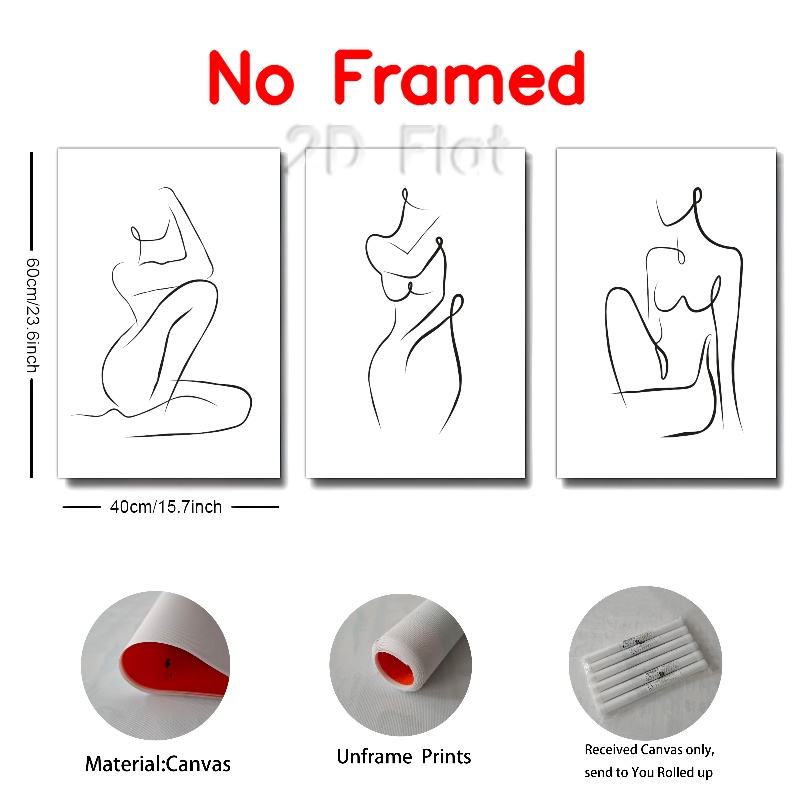 No Framed
2D Flat
60cm/23.6inch
40cm/15.7inch
Material:Canvas
Unframe Prints
Received Canvas only,
send to You Rolled up